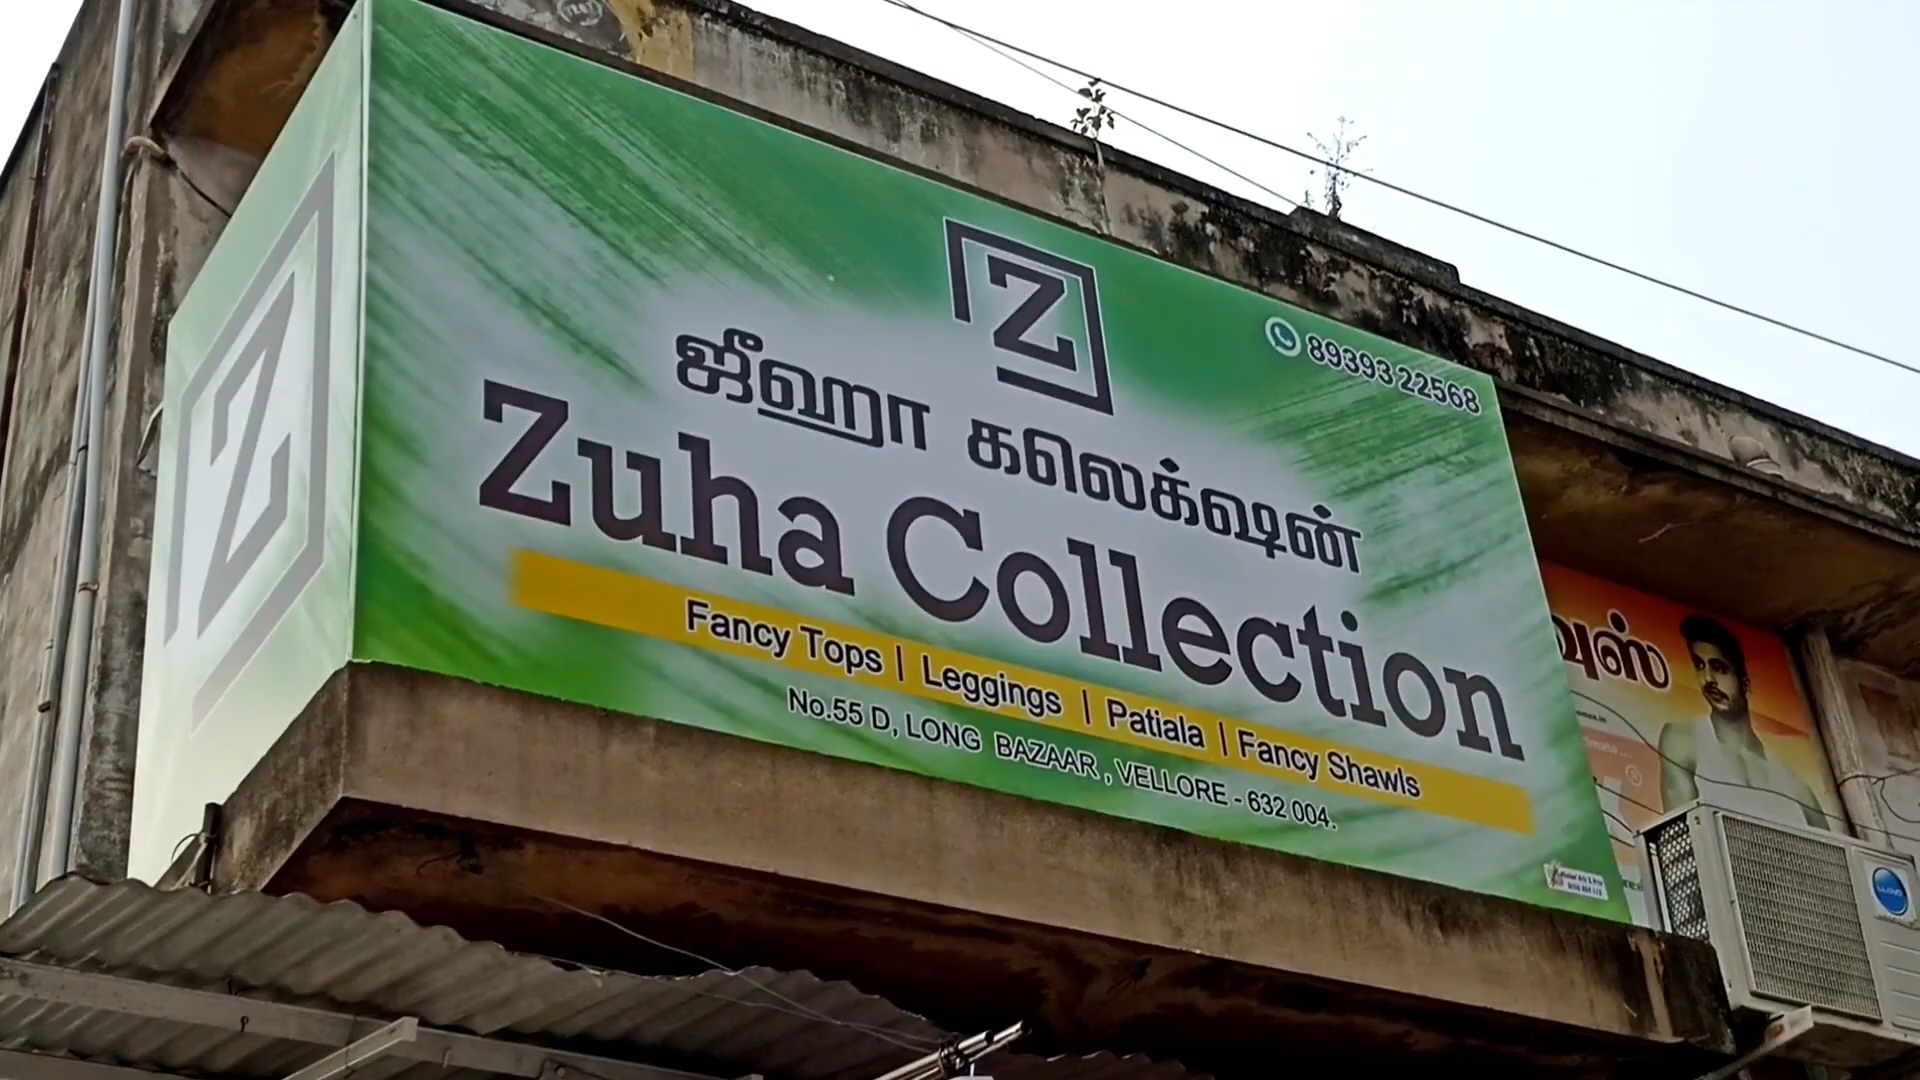 Z
Z
89393 22568
ஜீஹா கலெக்ஷன்
Zuha Collection
Fancy Tops | Leggings | Patiala | Fancy Shawls
No.55 D, LONG BAZAAR, VELLORE - 632 004.
வுஸ்
LLOYD